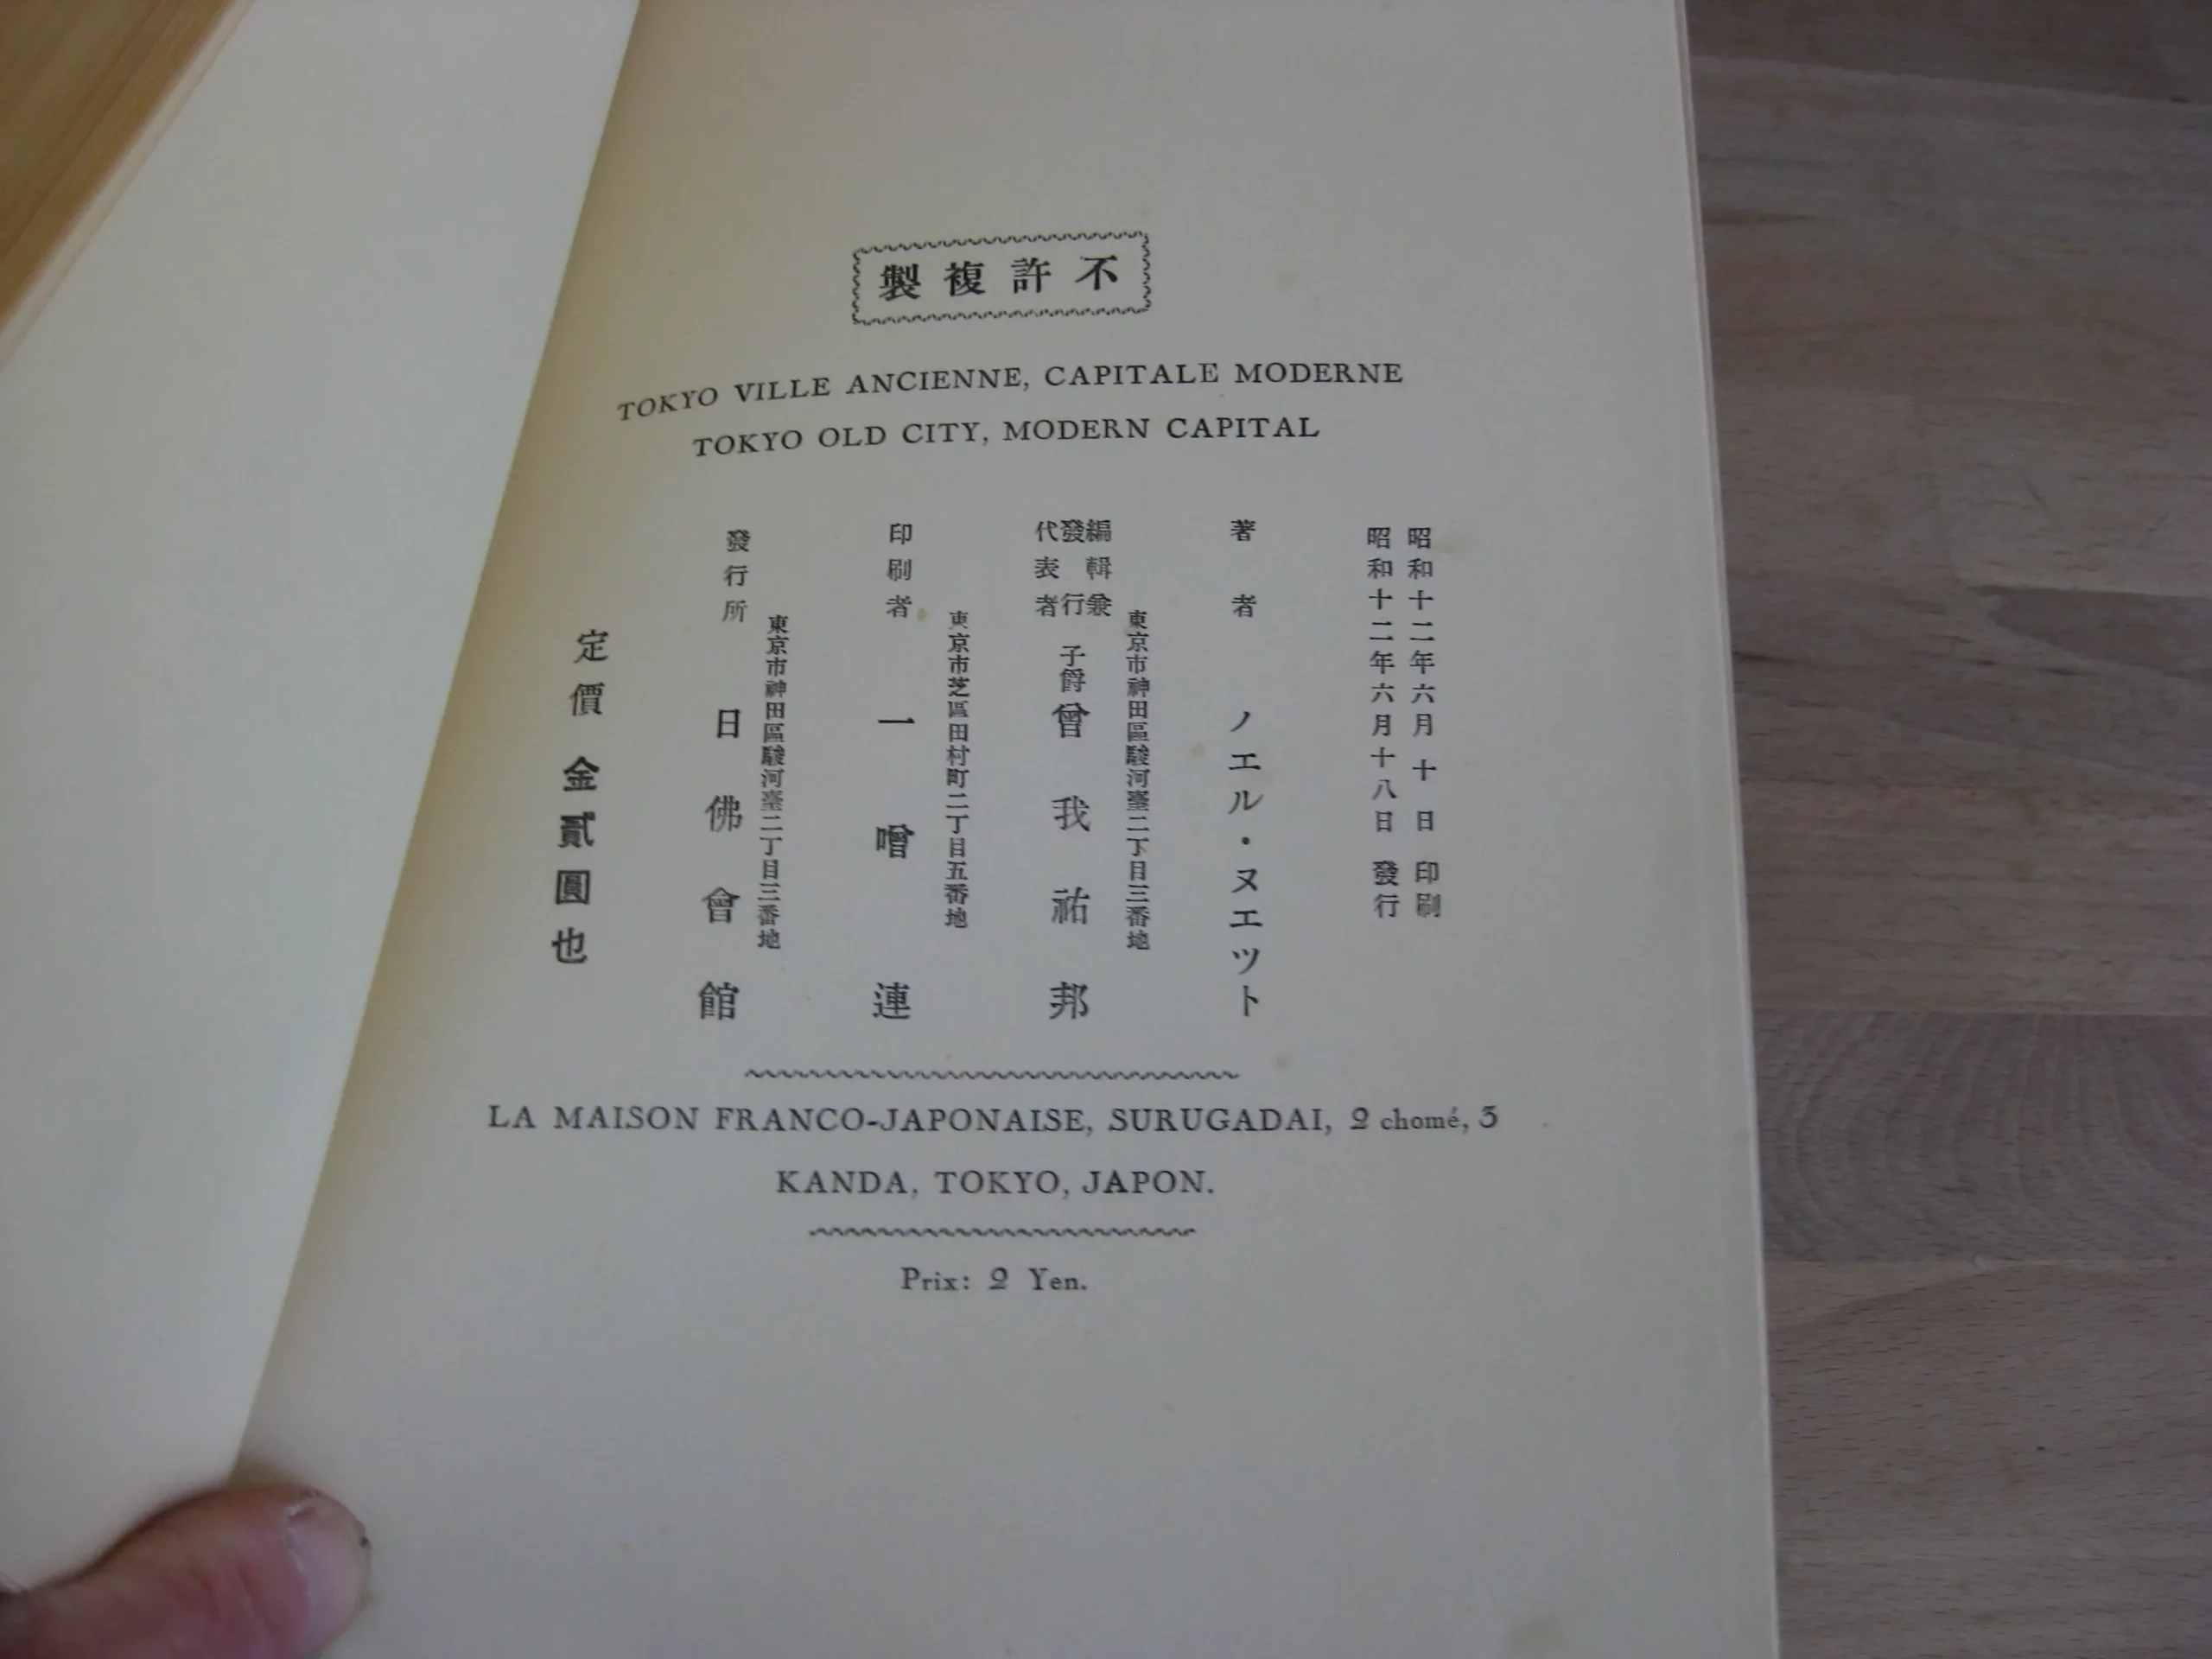 不許複製
TOKYO VILLE ANCIENNE, CAPITALE MODERNE
TOKYO OLD CITY, MODERN CAPITAL
昭和十二年六月十日印刷
昭和十二年六月十八日發行
著者 ノエル・ヌエツト
東京市神田區駿河臺二丁目三番地
編輯兼發行代表者 子爵 曾我祐邦
東京市芝區田村町二丁目五番地
印刷者 一噌連
東京市神田區駿河臺二丁目三番地
發行所 日佛會館
定價 金貳圓也
LA MAISON FRANCO-JAPONAISE, SURUGADAI, 2 chomé, 3
KANDA, TOKYO, JAPON.
Prix: 2 Yen.